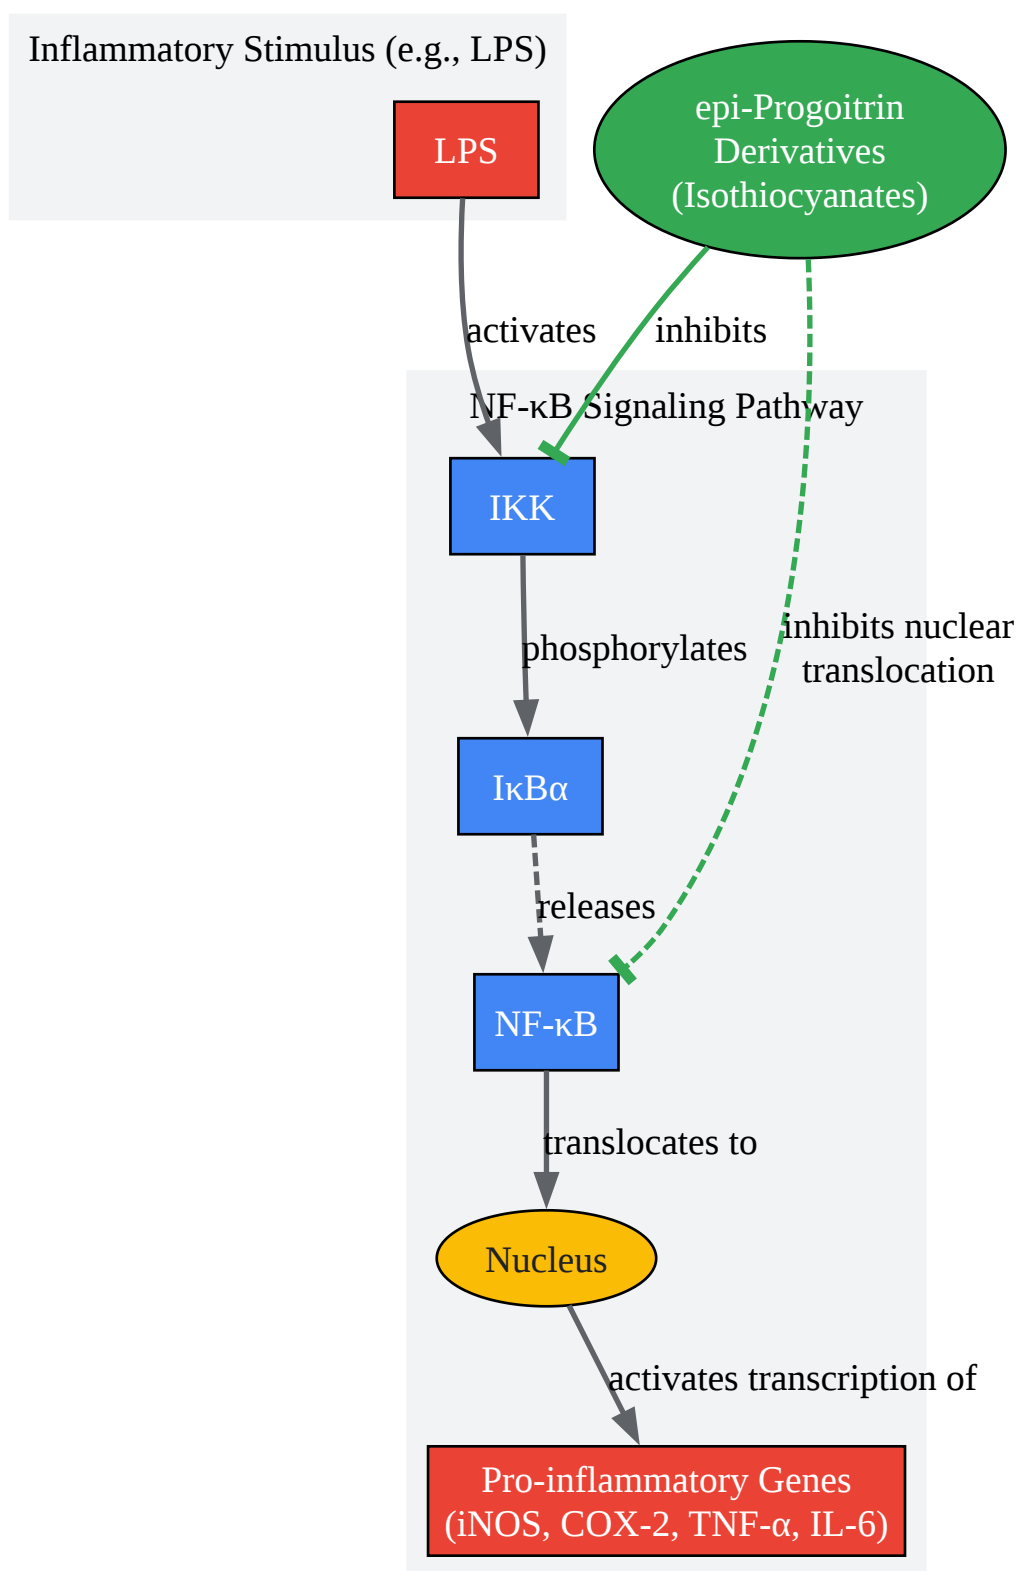 Inflammatory Stimulus (e.g., LPS)
LPS
epi-Progoitrin
Derivatives
(Isothiocyanates)
activates
inhibits
NF-κB Signaling Pathway
IKK
phosphorylates
inhibits nuclear
translocation
IκBα
releases
NF-κB
translocates to
Nucleus
activates transcription of
Pro-inflammatory Genes
(iNOS, COX-2, TNF-α, IL-6)